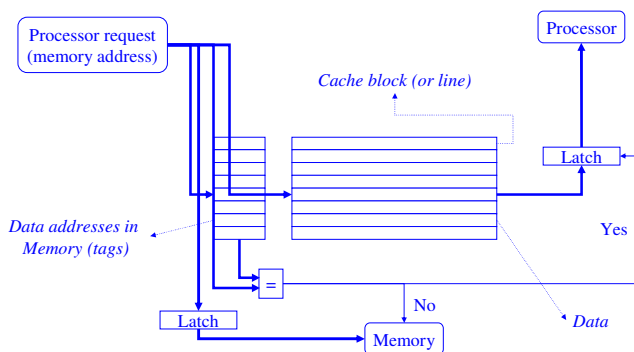 Processor request
(memory address)
Processor
Cache block (or line)
Latch
Data addresses in
Memory (tags)
Yes
=
No
Latch
Data
Memory